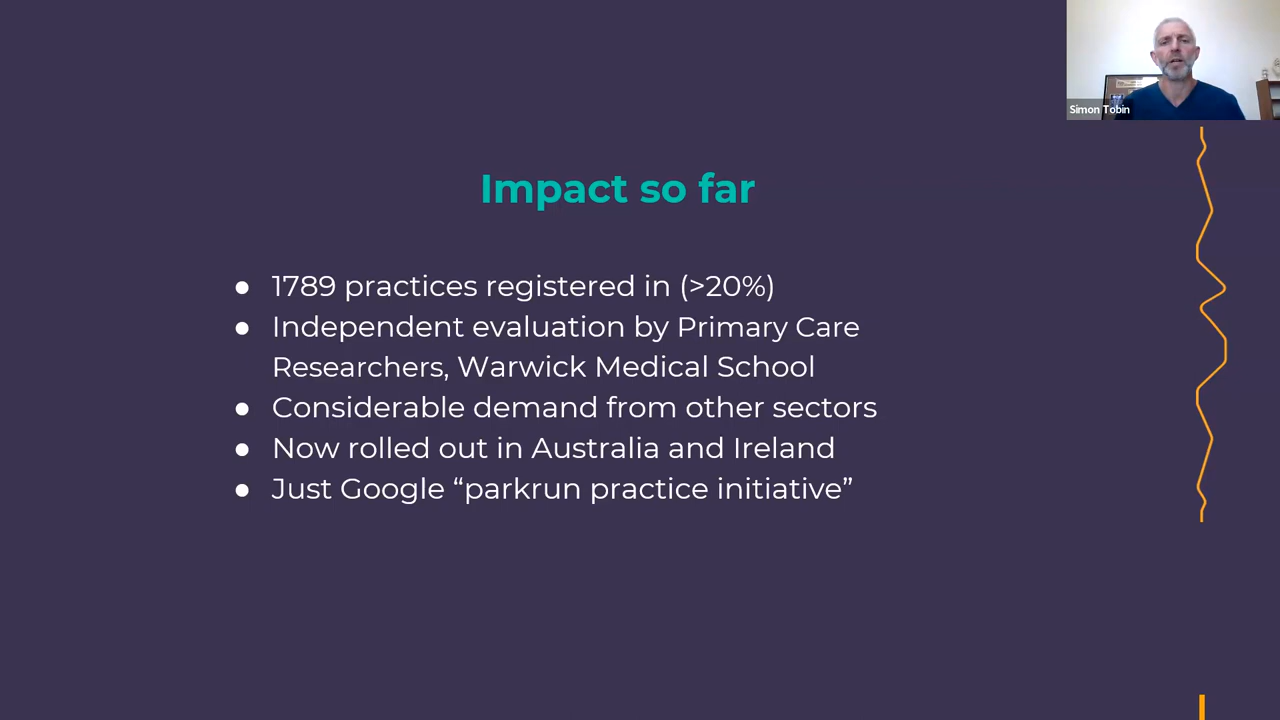 Simon Tobin
Impact so far
● 1789 practices registered in (>20%)
● Independent evaluation by Primary Care
Researchers, Warwick Medical School
● Considerable demand from other sectors
● Now rolled out in Australia and Ireland
● Just Google “parkrun practice initiative”